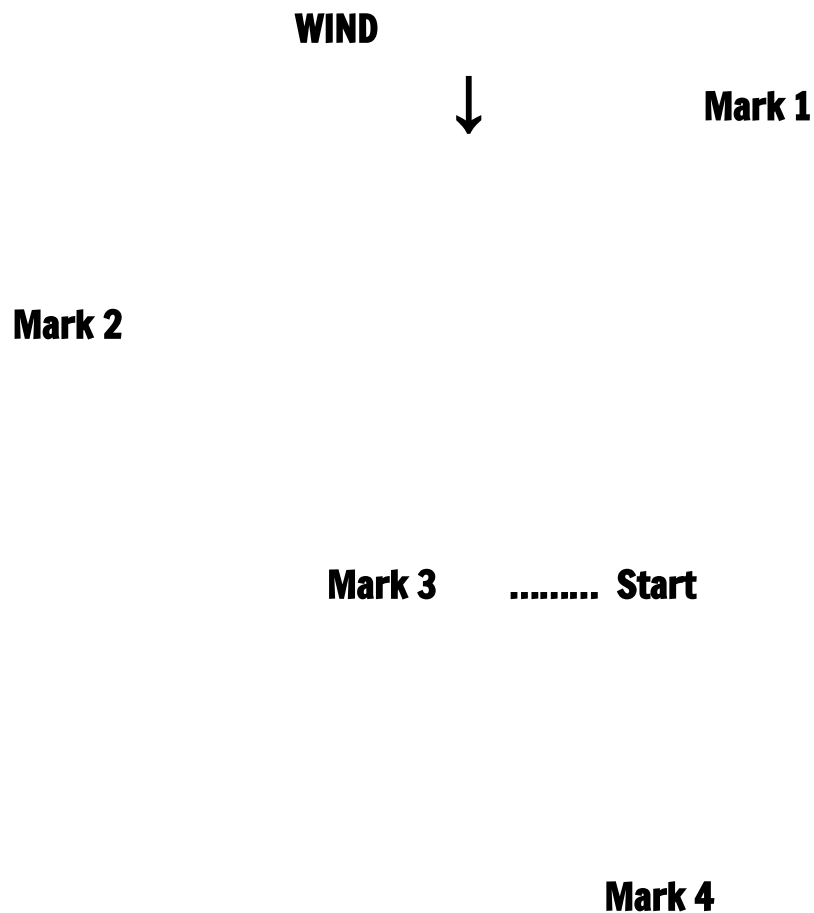 WIND
↓
Mark 1
Mark 2
Mark 3 ......... Start
Mark 4